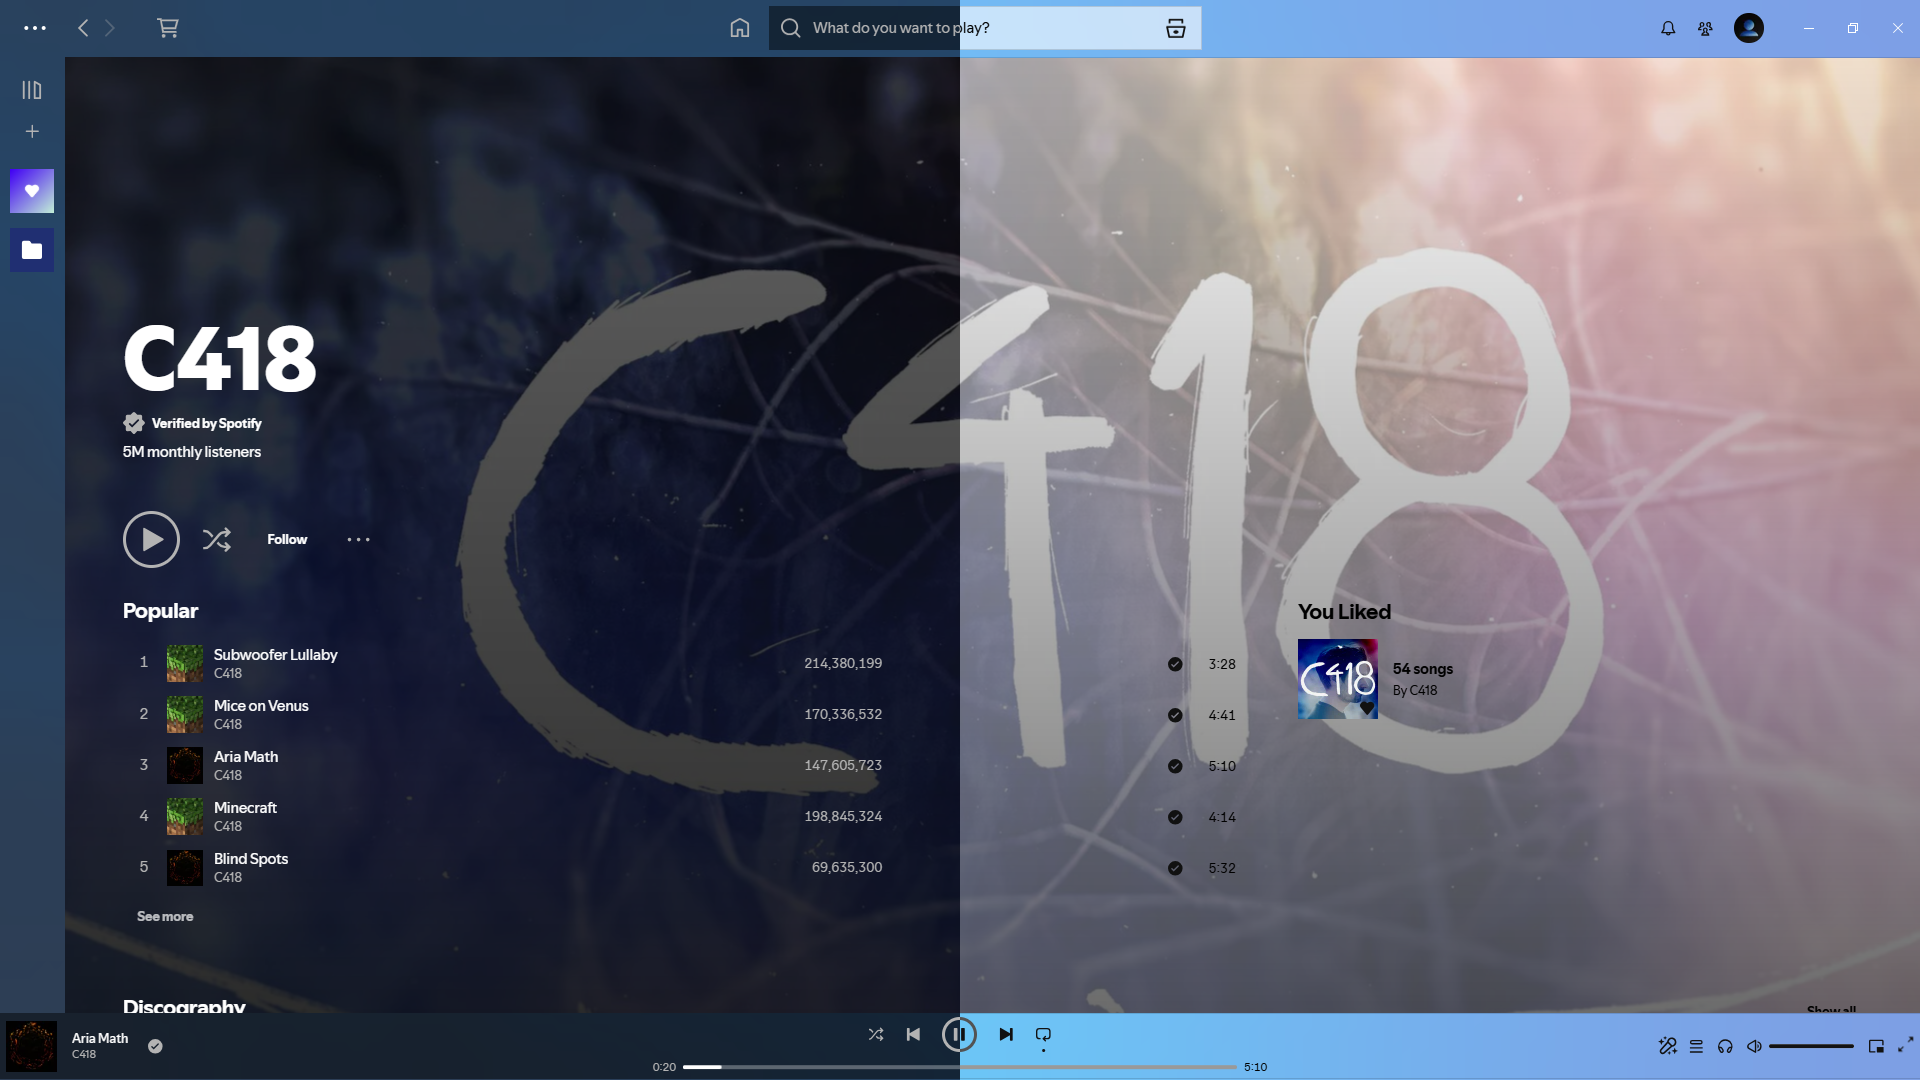 What do you want to play?
C418
C418
Verified by Spotify
5M monthly listeners
Follow
Popular
You Liked
1 Subwoofer Lullaby 214,380,199 3:28
C418
C418
54 songs
By C418
2 Mice on Venus 170,336,532 4:41
C418
3 Aria Math 147,605,723 5:10
C418
4 Minecraft 198,845,324 4:14
C418
5 Blind Spots 69,635,300 5:32
C418
See more
Discography
Show all
Aria Math
C418
0:20 5:10